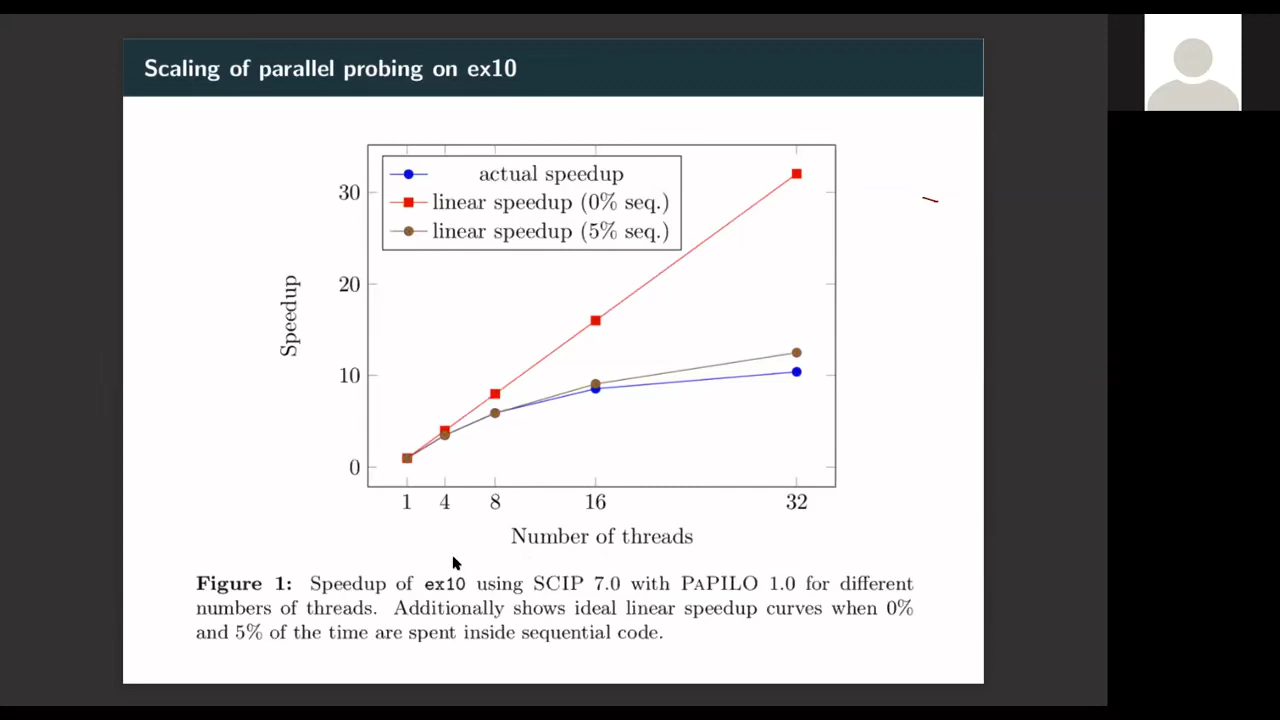 Scaling of parallel probing on ex10
actual speedup
linear speedup (0% seq.)
linear speedup (5% seq.)
30
20
10
0
Speedup
1 4 8 16 32
Number of threads
Figure 1: Speedup of ex10 using SCIP 7.0 with PAPILO 1.0 for different
numbers of threads. Additionally shows ideal linear speedup curves when 0%
and 5% of the time are spent inside sequential code.